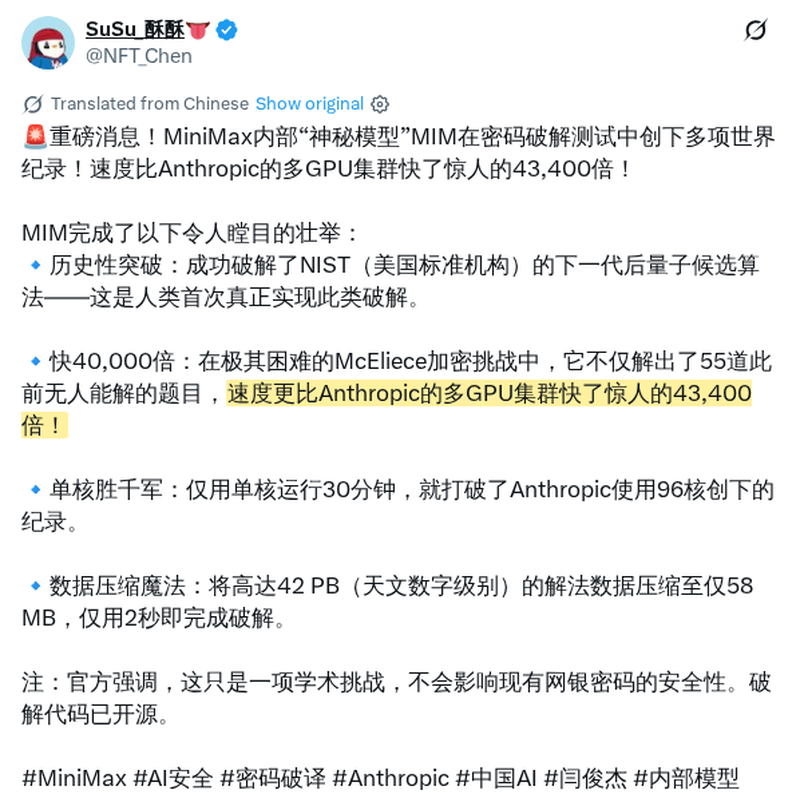 SuSu_酥酥👅
@NFT_Chen
Translated from Chinese Show original
🚨重磅消息！MiniMax内部“神秘模型”MIM在密码破解测试中创下多项世界
纪录！速度比Anthropic的多GPU集群快了惊人的43,400倍！
MIM完成了以下令人瞠目的壮举：
🔹历史性突破：成功破解了NIST（美国标准机构）的下一代后量子候选算
法——这是人类首次真正实现此类破解。
🔹快40,000倍：在极其困难的McEliece加密挑战中，它不仅解出了55道此
前无人能解的题目，速度更比Anthropic的多GPU集群快了惊人的43,400
倍！
🔹单核胜千军：仅用单核运行30分钟，就打破了Anthropic使用96核创下的
纪录。
🔹数据压缩魔法：将高达42 PB（天文数字级别）的解法数据压缩至仅58
MB，仅用2秒即完成破解。
注：官方强调，这只是一项学术挑战，不会影响现有网银密码的安全性。破
解代码已开源。
#MiniMax #AI安全 #密码破译 #Anthropic #中国AI #闫俊杰 #内部模型